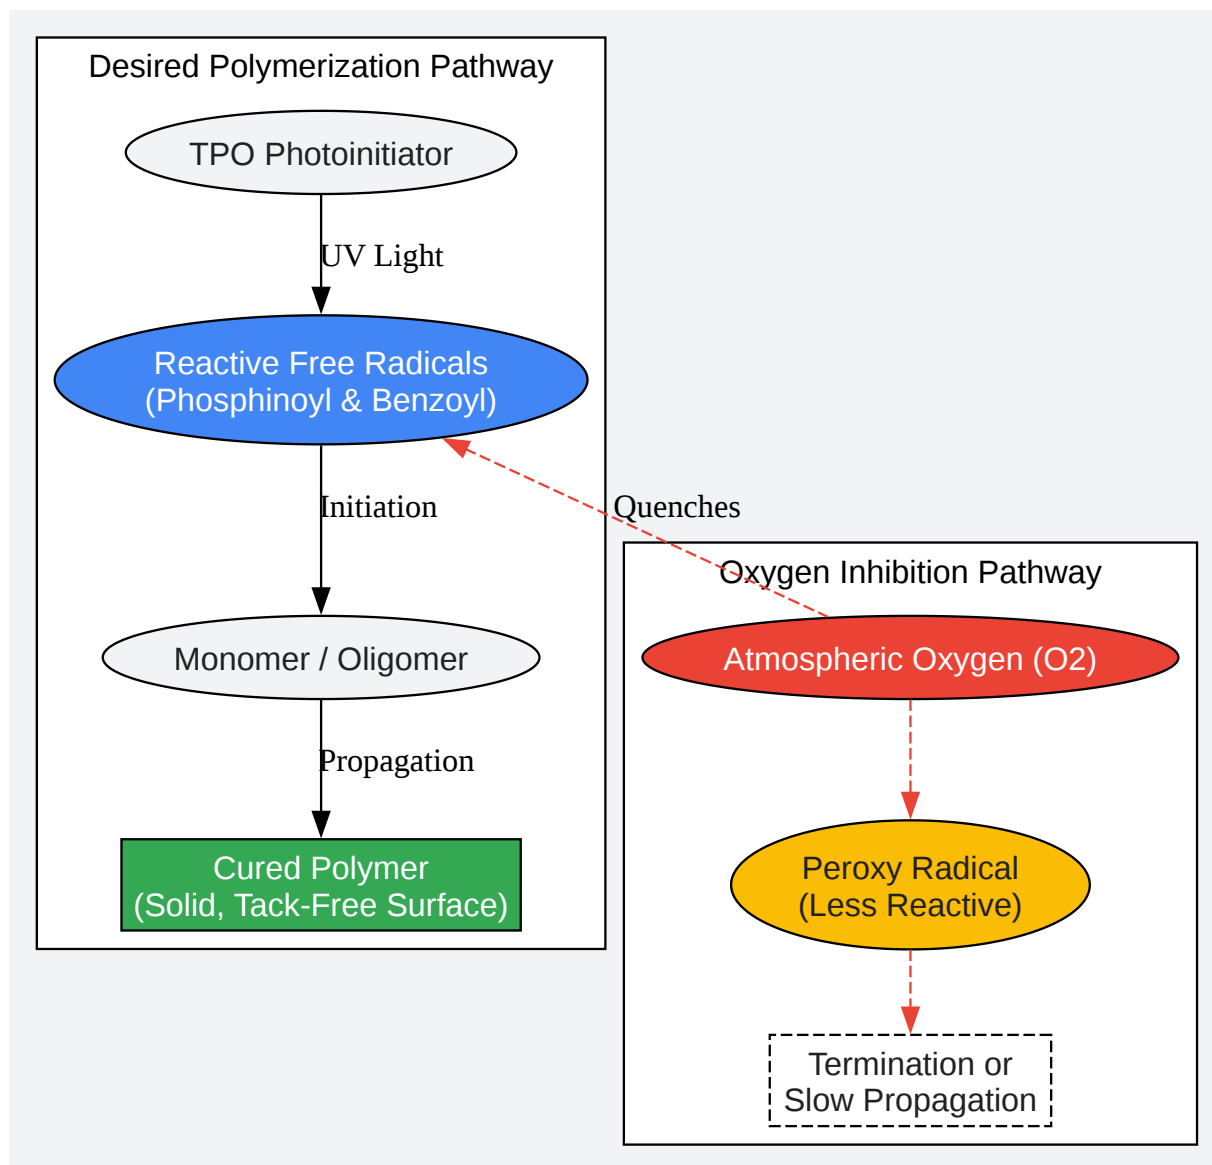 Desired Polymerization Pathway
TPO Photoinitiator
UV Light
Reactive Free Radicals
(Phosphinoyl & Benzoyl)
Initiation
Quenches
Monomer / Oligomer
Propagation
Cured Polymer
(Solid, Tack-Free Surface)
Oxygen Inhibition Pathway
Atmospheric Oxygen (O2)
Peroxy Radical
(Less Reactive)
Termination or
Slow Propagation